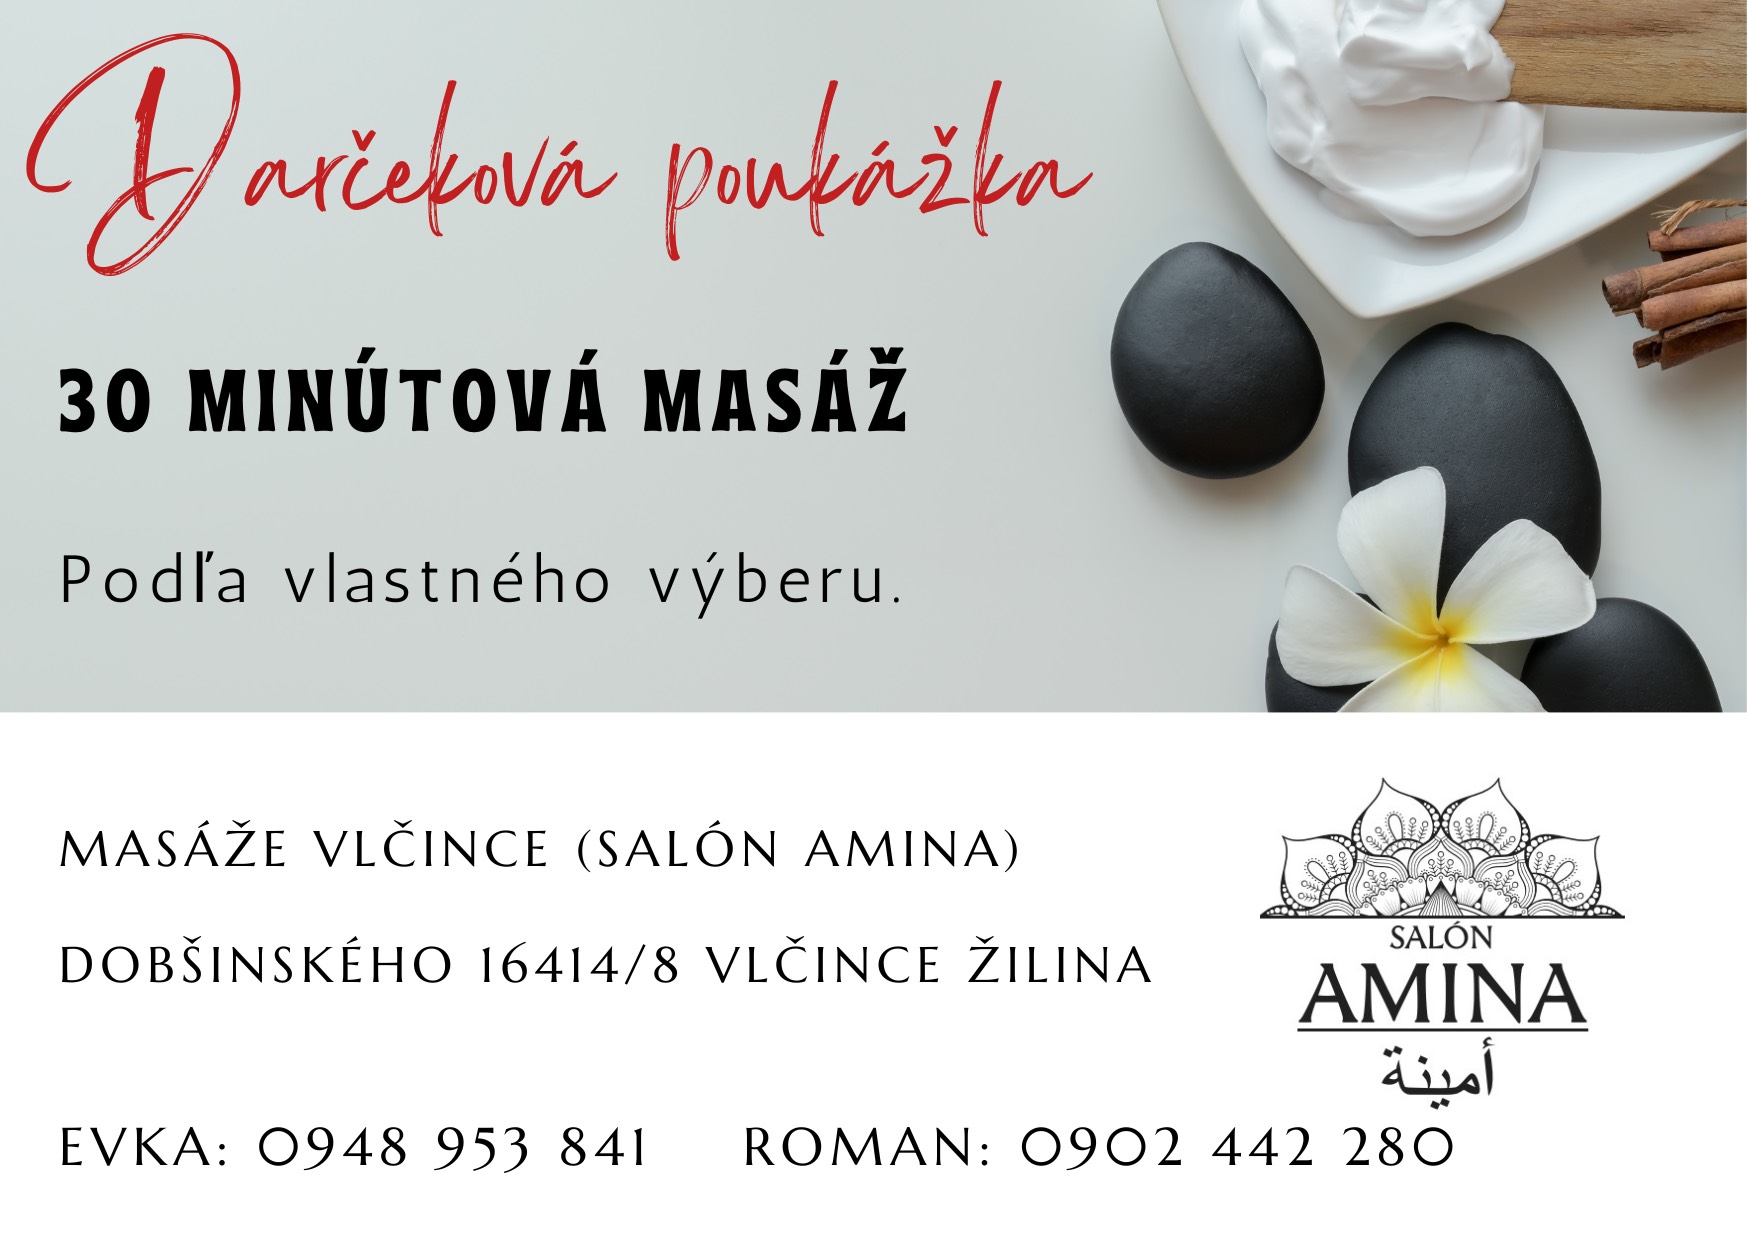 Darčeková poukážka
30 MINÚTOVÁ MASÁŽ
Podľa vlastného výberu.
MASÁŽE VLČINCE (SALÓN AMINA)
DOBŠINSKÉHO 16414/8 VLČINCE ŽILINA
SALÓN
AMINA
أمينة
EVKA: 0948 953 841 ROMAN: 0902 442 280